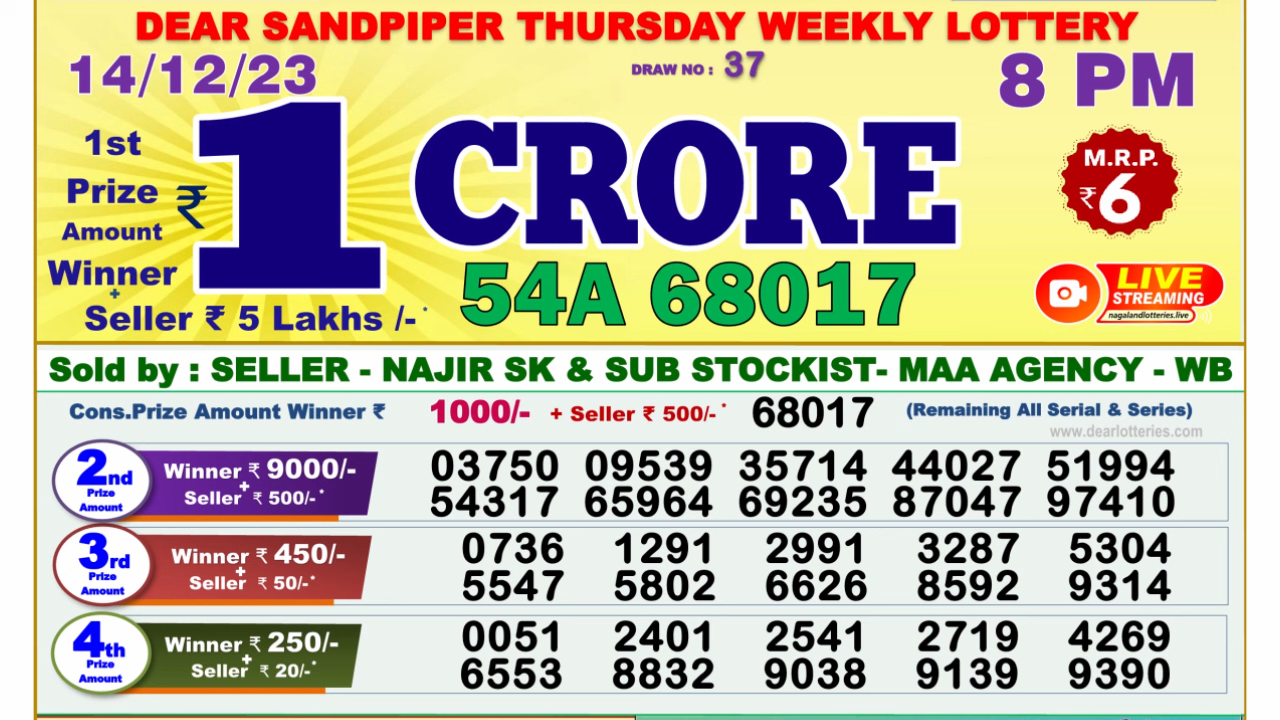 DEAR SANDPIPER THURSDAY WEEKLY LOTTERY
14/12/23
DRAW NO : 37
8 PM
1st
Prize
Amount
Winner
+
Seller ₹ 5 Lakhs /-*
₹ 1 CRORE
54A 68017
M.R.P.
₹6
LIVE
STREAMING
nagalandlotteries.live
Sold by : SELLER - NAJIR SK & SUB STOCKIST- MAA AGENCY - WB
Cons.Prize Amount Winner ₹ 1000/- + Seller ₹ 500/-* 68017 (Remaining All Serial & Series)
www.dearlotteries.com
2nd
Prize
Amount
Winner ₹ 9000/-
+
Seller ₹ 500/-*
03750 09539 35714 44027 51994
54317 65964 69235 87047 97410
3rd
Prize
Amount
Winner ₹ 450/-
+
Seller ₹ 50/-*
0736 1291 2991 3287 5304
5547 5802 6626 8592 9314
4th
Prize
Amount
Winner ₹ 250/-
+
Seller ₹ 20/-*
0051 2401 2541 2719 4269
6553 8832 9038 9139 9390